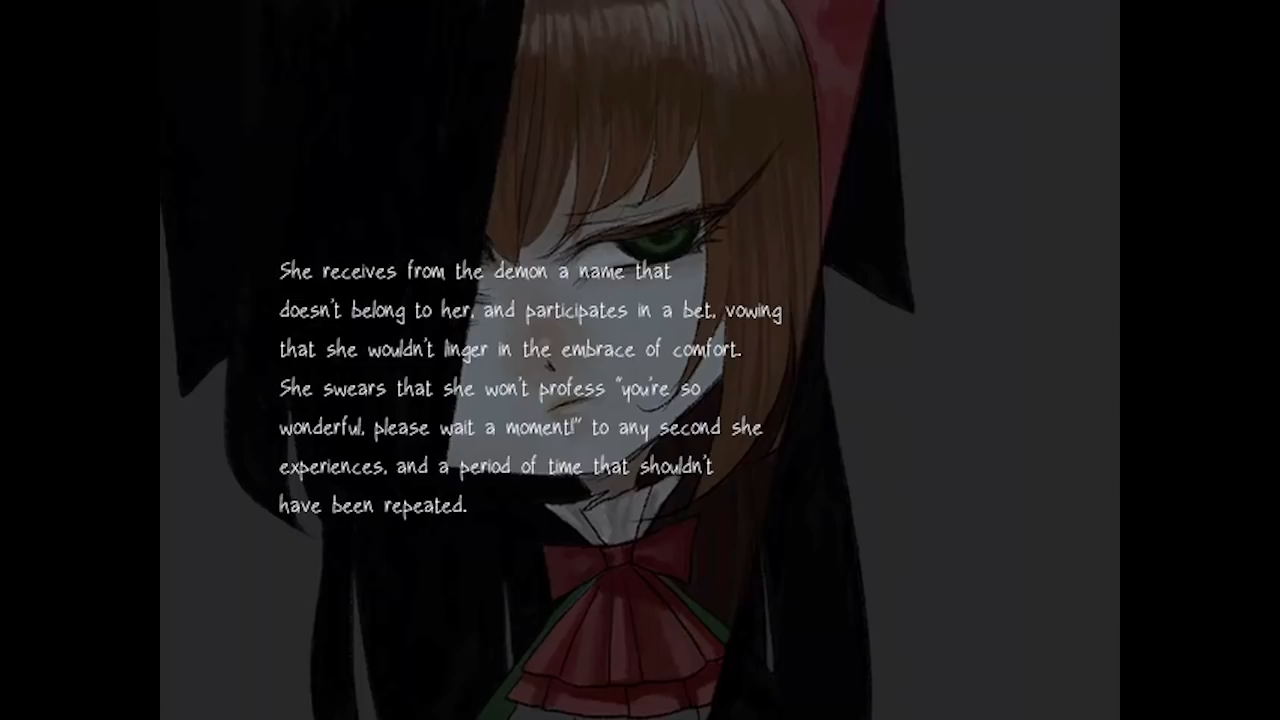 She receives from the demon a name that
doesn't belong to her, and participates in a bet, vowing
that she wouldn't linger in the embrace of comfort.
She swears that she won't profess "you're so
wonderful, please wait a moment!" to any second she
experiences, and a period of time that shouldn't
have been repeated.